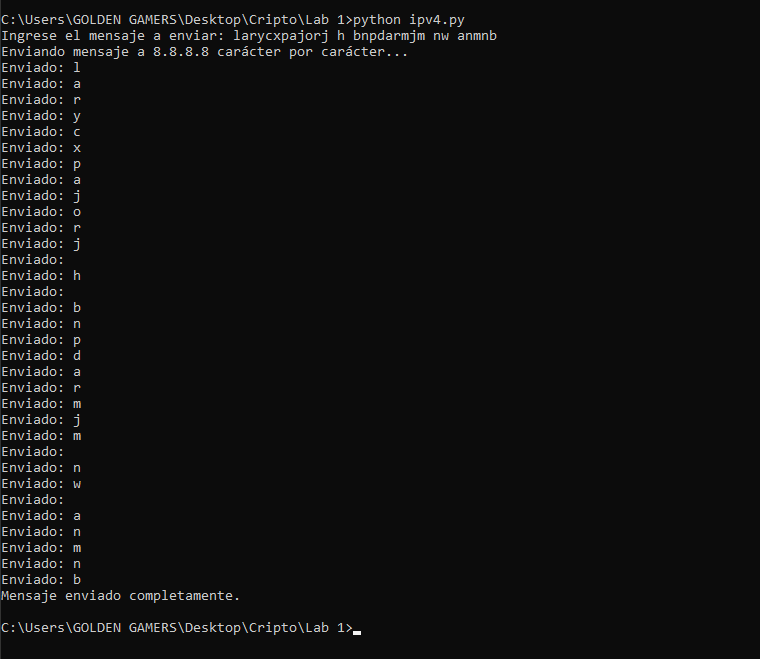 C:\Users\GOLDEN GAMERS\Desktop\Cripto\Lab 1>python ipv4.py
Ingrese el mensaje a enviar: larycxpajorj h bnpdarmjm nw anmnb
Enviando mensaje a 8.8.8.8 carácter por carácter...
Enviado: l
Enviado: a
Enviado: r
Enviado: y
Enviado: c
Enviado: x
Enviado: p
Enviado: a
Enviado: j
Enviado: o
Enviado: r
Enviado: j
Enviado:
Enviado: h
Enviado:
Enviado: b
Enviado: n
Enviado: p
Enviado: d
Enviado: a
Enviado: r
Enviado: m
Enviado: j
Enviado: m
Enviado:
Enviado: n
Enviado: w
Enviado:
Enviado: a
Enviado: n
Enviado: m
Enviado: n
Enviado: b
Mensaje enviado completamente.
C:\Users\GOLDEN GAMERS\Desktop\Cripto\Lab 1>